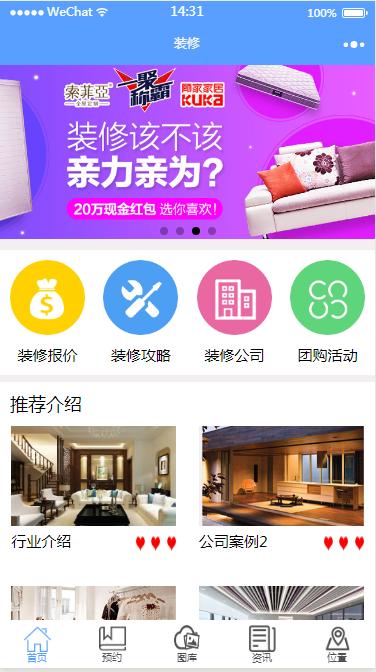 WeChat 14:31 100%
装修
索菲亞 一聚称霸 顾家家居
全屋定制 KUKA
装修该不该
亲力亲为?
20万现金红包 选你喜欢!
$
装修报价 装修攻略 装修公司 团购活动
推荐介绍
行业介绍 公司案例2
首页 预约 图库 资讯 位置